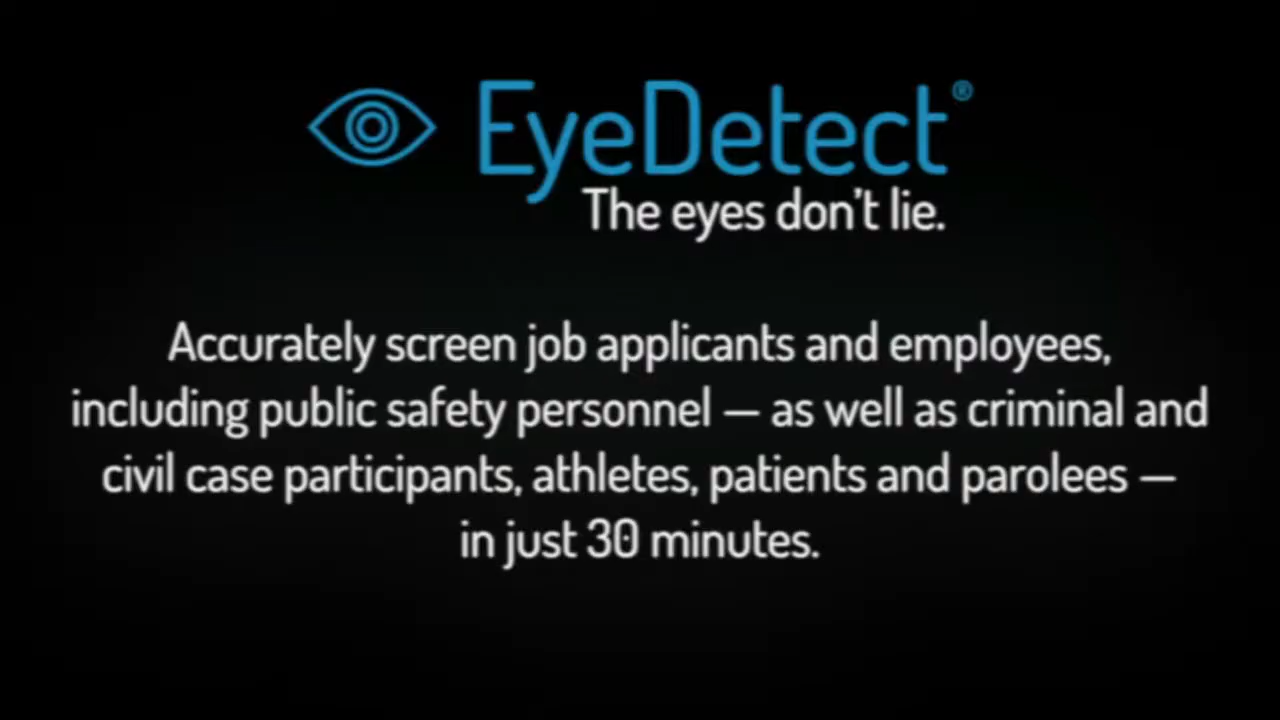 EyeDetect®
The eyes don't lie.
Accurately screen job applicants and employees,
including public safety personnel — as well as criminal and
civil case participants, athletes, patients and parolees —
in just 30 minutes.